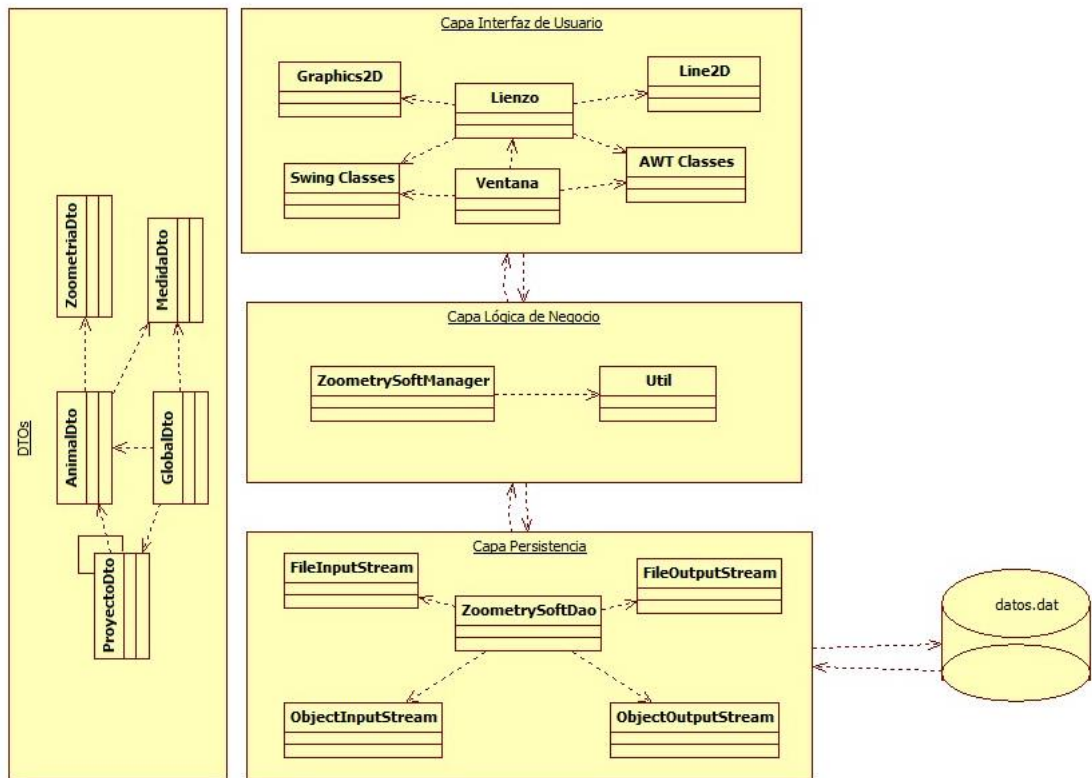 DTOs
ZoometriaDto
MedidaDto
AnimalDto
GlobalDto
ProyectoDto
Capa Interfaz de Usuario
Graphics2D
Lienzo
Line2D
Swing Classes
Ventana
AWT Classes
Capa Lógica de Negocio
ZoometrySoftManager
Util
Capa Persistencia
FileInputStream
ZoometrySoftDao
FileOutputStream
ObjectInputStream
ObjectOutputStream
datos.dat